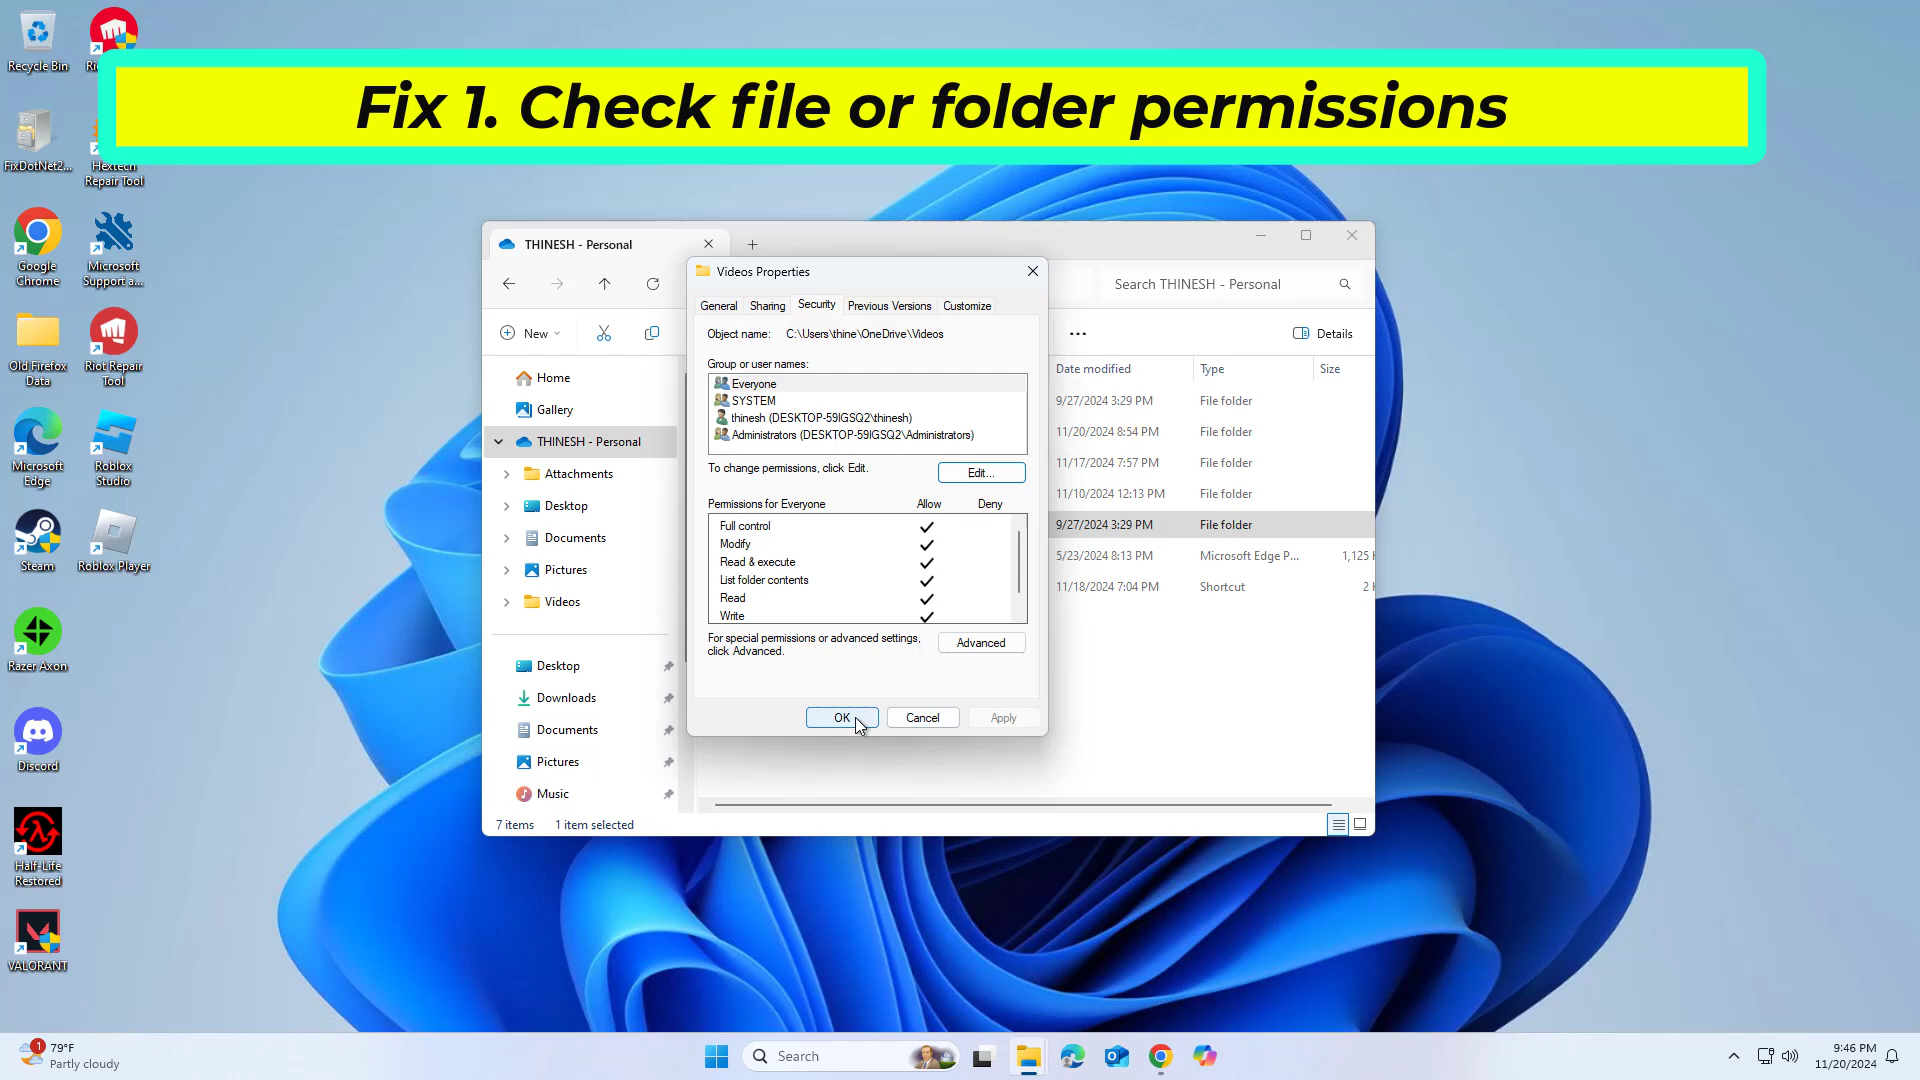 Fix 1. Check file or folder permissions
Recycle Bin
FixDotNet2...
Hextech
Repair Tool
Google
Chrome
Microsoft
Support a...
Old Firefox
Data
Riot Repair
Tool
Microsoft
Edge
Roblox
Studio
Steam
Roblox Player
Razer Axon
Discord
Half-Life
Restored
VALORANT
THINESH - Personal
Search THINESH - Personal
New
Details
Home
Gallery
THINESH - Personal
Attachments
Desktop
Documents
Pictures
Videos
Desktop
Downloads
Documents
Pictures
Music
7 items 1 item selected
Videos Properties
General Sharing Security Previous Versions Customize
Object name: C:\Users\thine\OneDrive\Videos
Group or user names:
Everyone
SYSTEM
thinesh (DESKTOP-59IGSQ2\thinesh)
Administrators (DESKTOP-59IGSQ2\Administrators)
To change permissions, click Edit.
Edit...
Permissions for Everyone Allow Deny
Full control
Modify
Read & execute
List folder contents
Read
Write
For special permissions or advanced settings,
click Advanced.
Advanced
OK Cancel Apply
Date modified Type Size
9/27/2024 3:29 PM File folder
11/20/2024 8:54 PM File folder
11/17/2024 7:57 PM File folder
11/10/2024 12:13 PM File folder
9/27/2024 3:29 PM File folder
5/23/2024 8:13 PM Microsoft Edge P... 1,125
11/18/2024 7:04 PM Shortcut 2
1
79°F
Partly cloudy
Search
9:46 PM
11/20/2024